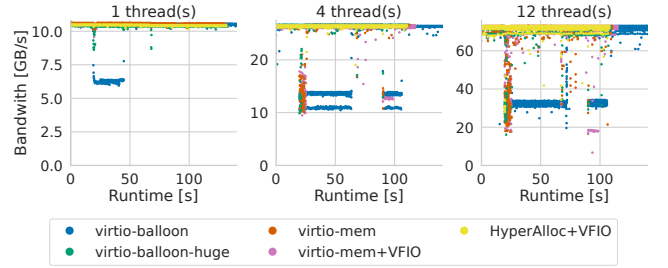 1 thread(s)
4 thread(s)
12 thread(s)
Bandwith [GB/s]
10.0
7.5
5.0
2.5
0.0
0
50
100
Runtime [s]
20
10
0
0
50
100
Runtime [s]
60
40
20
0
0
50
100
Runtime [s]
virtio-balloon
virtio-mem
HyperAlloc+VFIO
virtio-balloon-huge
virtio-mem+VFIO